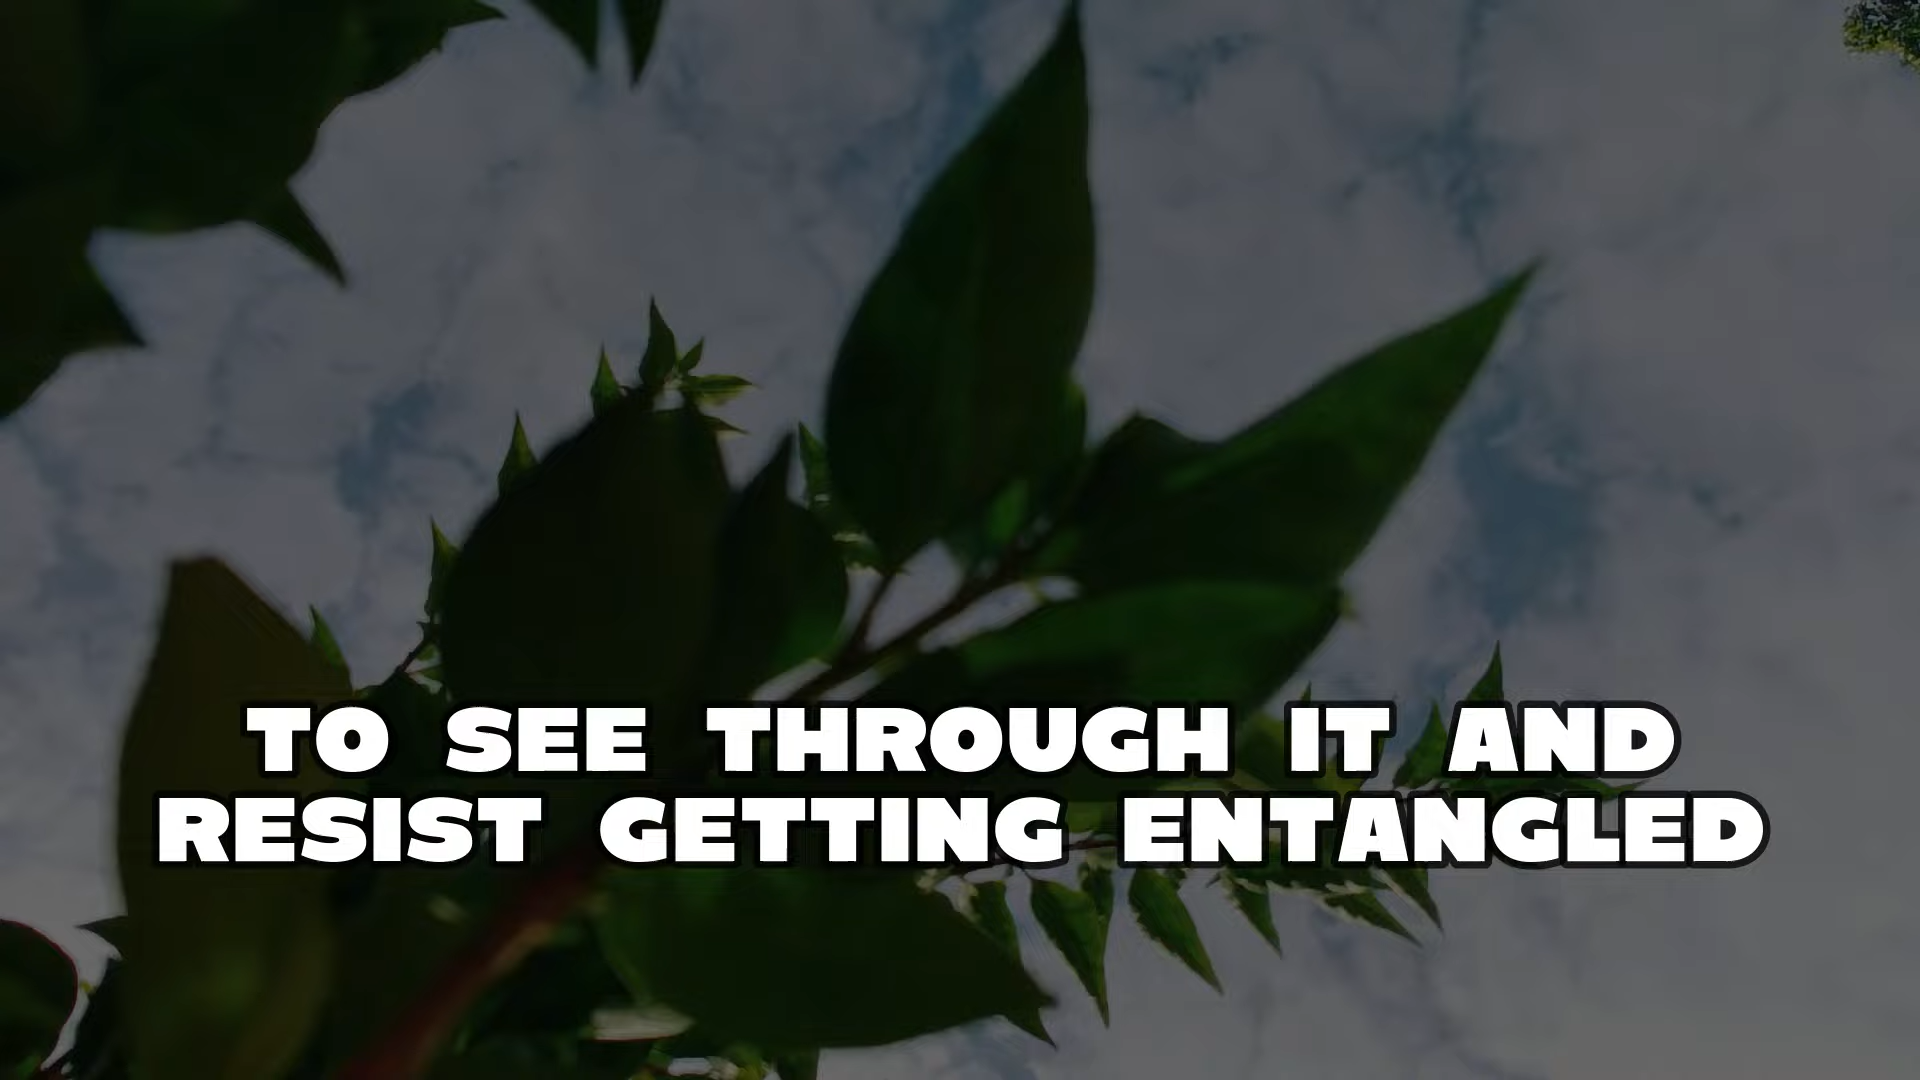 TO SEE THROUGH IT AND
RESIST GETTING ENTANGLED